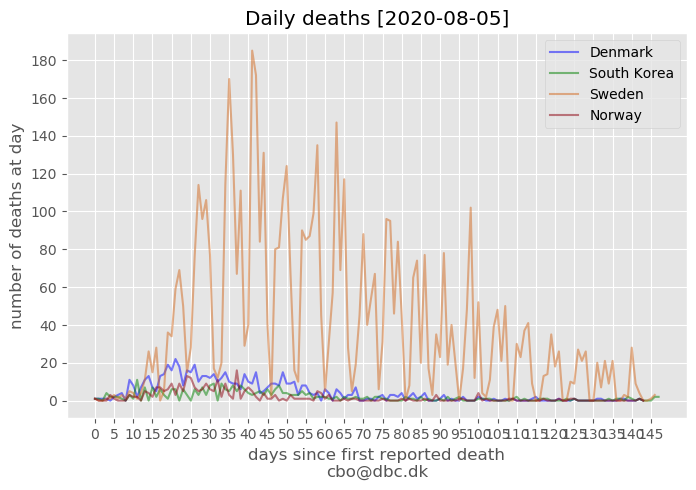 Daily deaths [2020-08-05]
Denmark
South Korea
Sweden
Norway
number of deaths at day
180
160
140
120
100
80
60
40
20
0
0 5 10 15 20 25 30 35 40 45 50 55 60 65 70 75 80 85 90 95 100 105 110 115 120 125 130 135 140 145
days since first reported death
cbo@dbc.dk